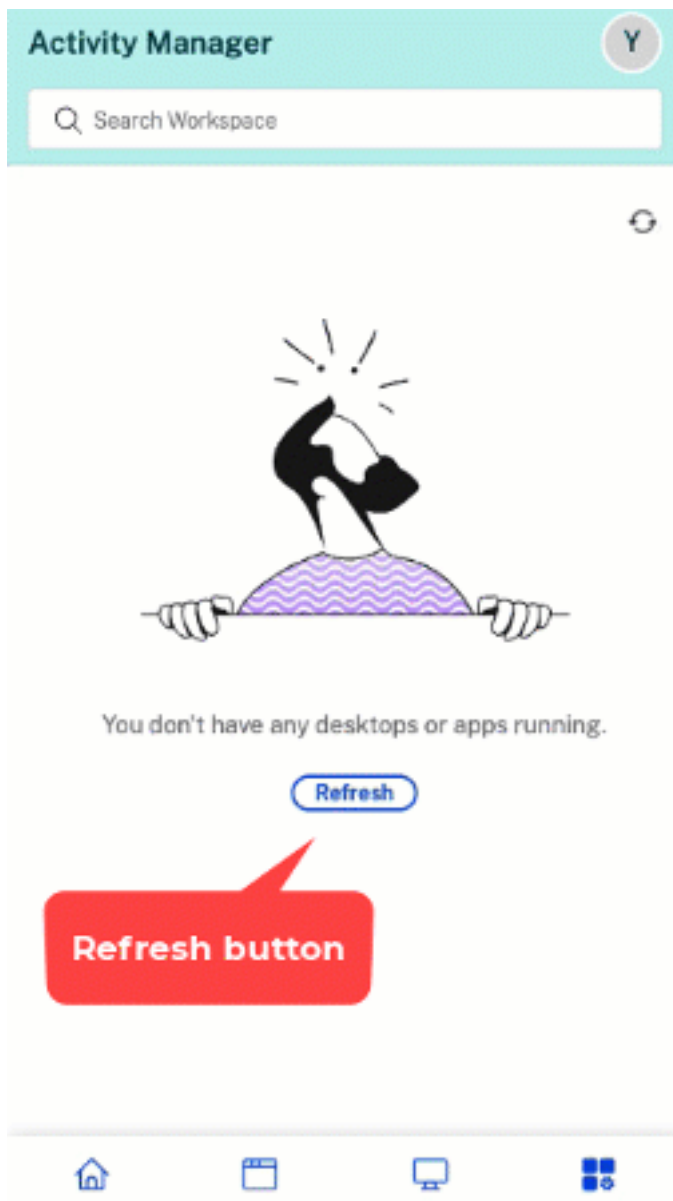 Activity Manager
Y
Search Workspace
You don't have any desktops or apps running.
Refresh
Refresh button